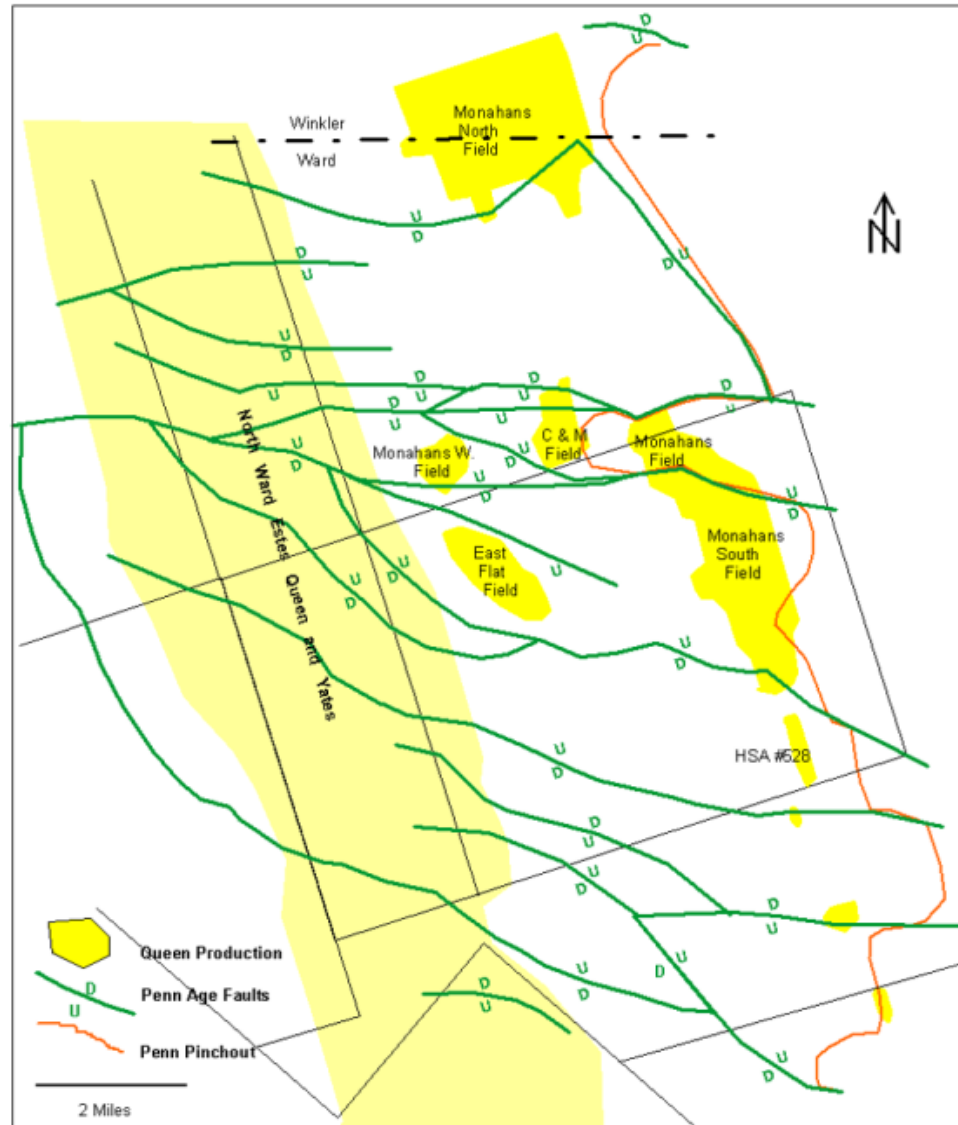 D
U
Monahans
North
Field
Winkler
Ward
N
U
D
U
D
D
U
U
D
D
U
D
U
D
U
D
U
D
U
U
D
U
D
U
D
C & M
Field
Monahans W.
Field
Monahans
Field
U
D
U
D
U
D
North Ward Estes Queen and Yates
Monahans
South
Field
East
Flat
Field
U
D
U
U
D
U
D
HSA #528
U
D
D
U
U
D
D
U
Queen Production
D
U
Penn Age Faults
Penn Pinchout
2 Miles
D
U
U
D
D
U
U
D